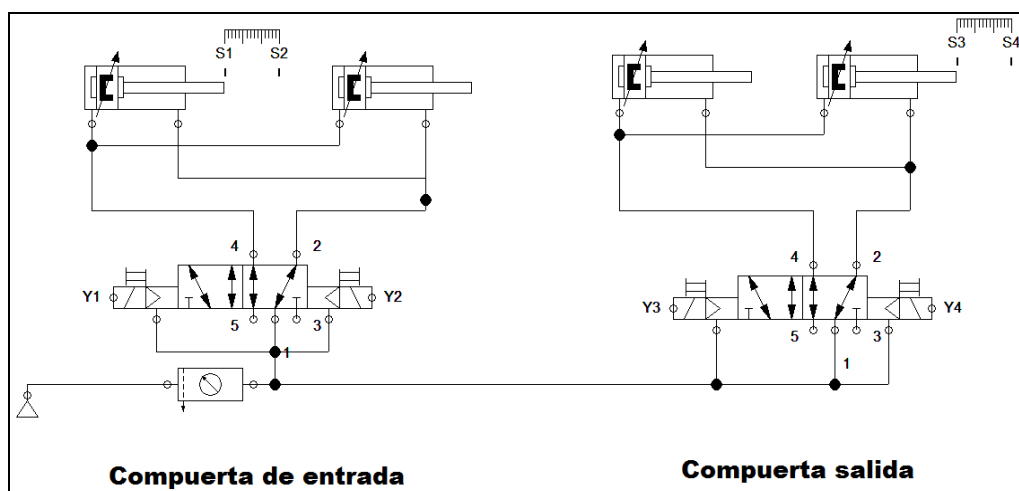 S1 S2
S3 S4
4 2
Y1 Y2
5 3
1
4 2
Y3 Y4
5 3
1
Compuerta de entrada
Compuerta salida